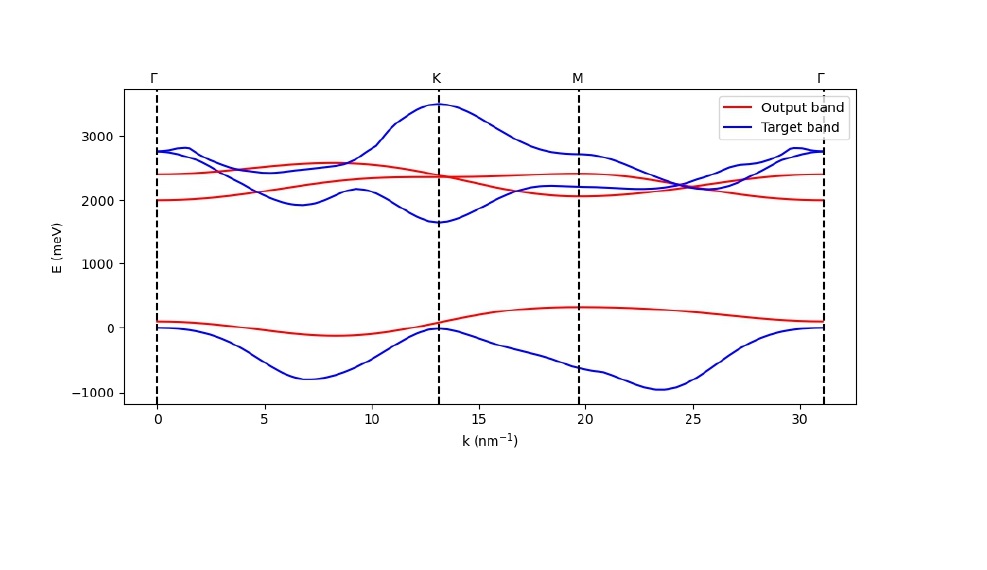 Γ K M Γ
Output band
Target band
3000
2000
1000
0
−1000
E (meV)
0 5 10 15 20 25 30
k (nm⁻¹)